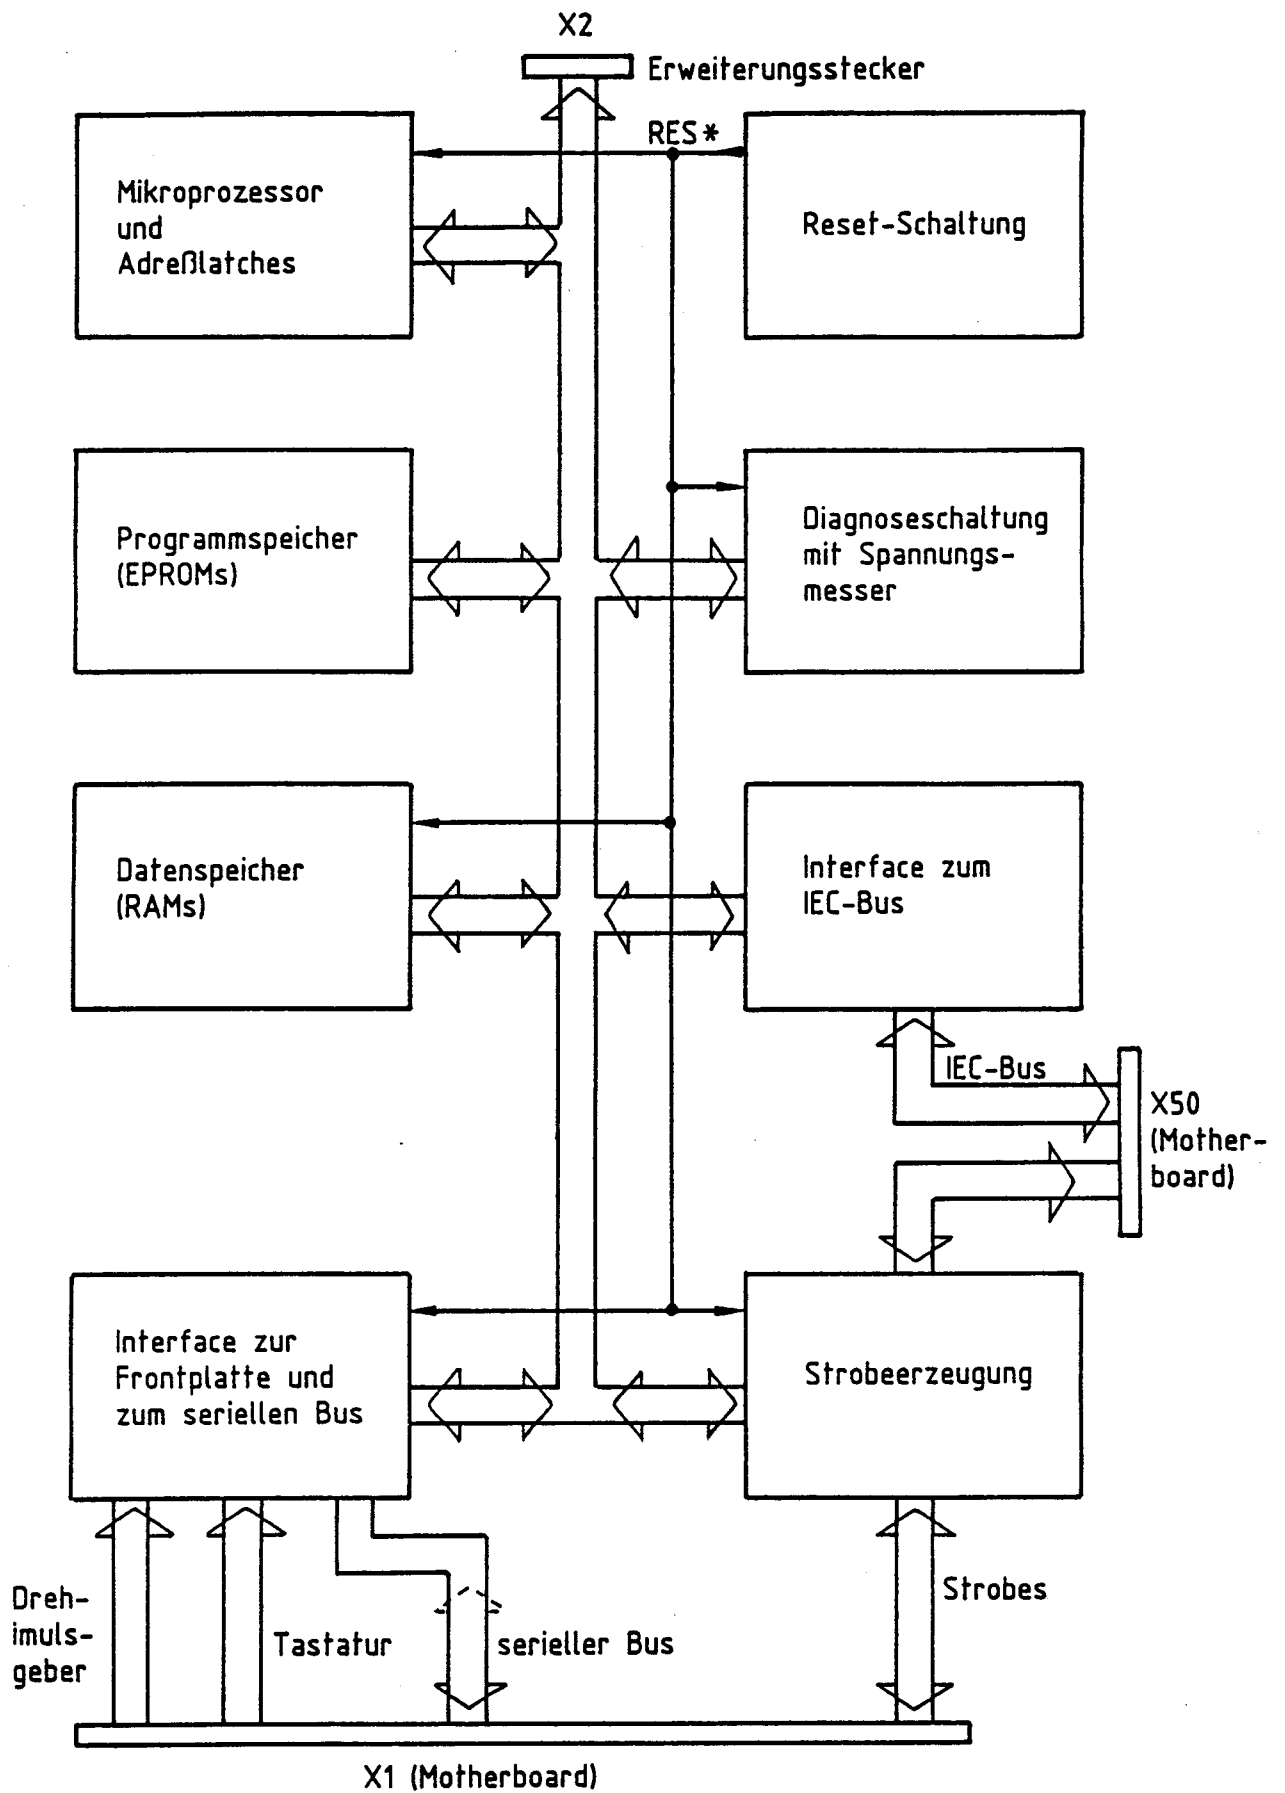 X2
Erweiterungsstecker
RES*
Mikroprozessor
und
Adreßlatches
Reset-Schaltung
Programmspeicher
(EPROMs)
Diagnoseschaltung
mit Spannungs-
messer
Datenspeicher
(RAMs)
Interface zum
IEC-Bus
IEC-Bus
X50
(Mother-
board)
Interface zur
Frontplatte und
zum seriellen Bus
Strobeerzeugung
Dreh-
imuls-
geber
Tastatur
serieller Bus
Strobes
X1 (Motherboard)